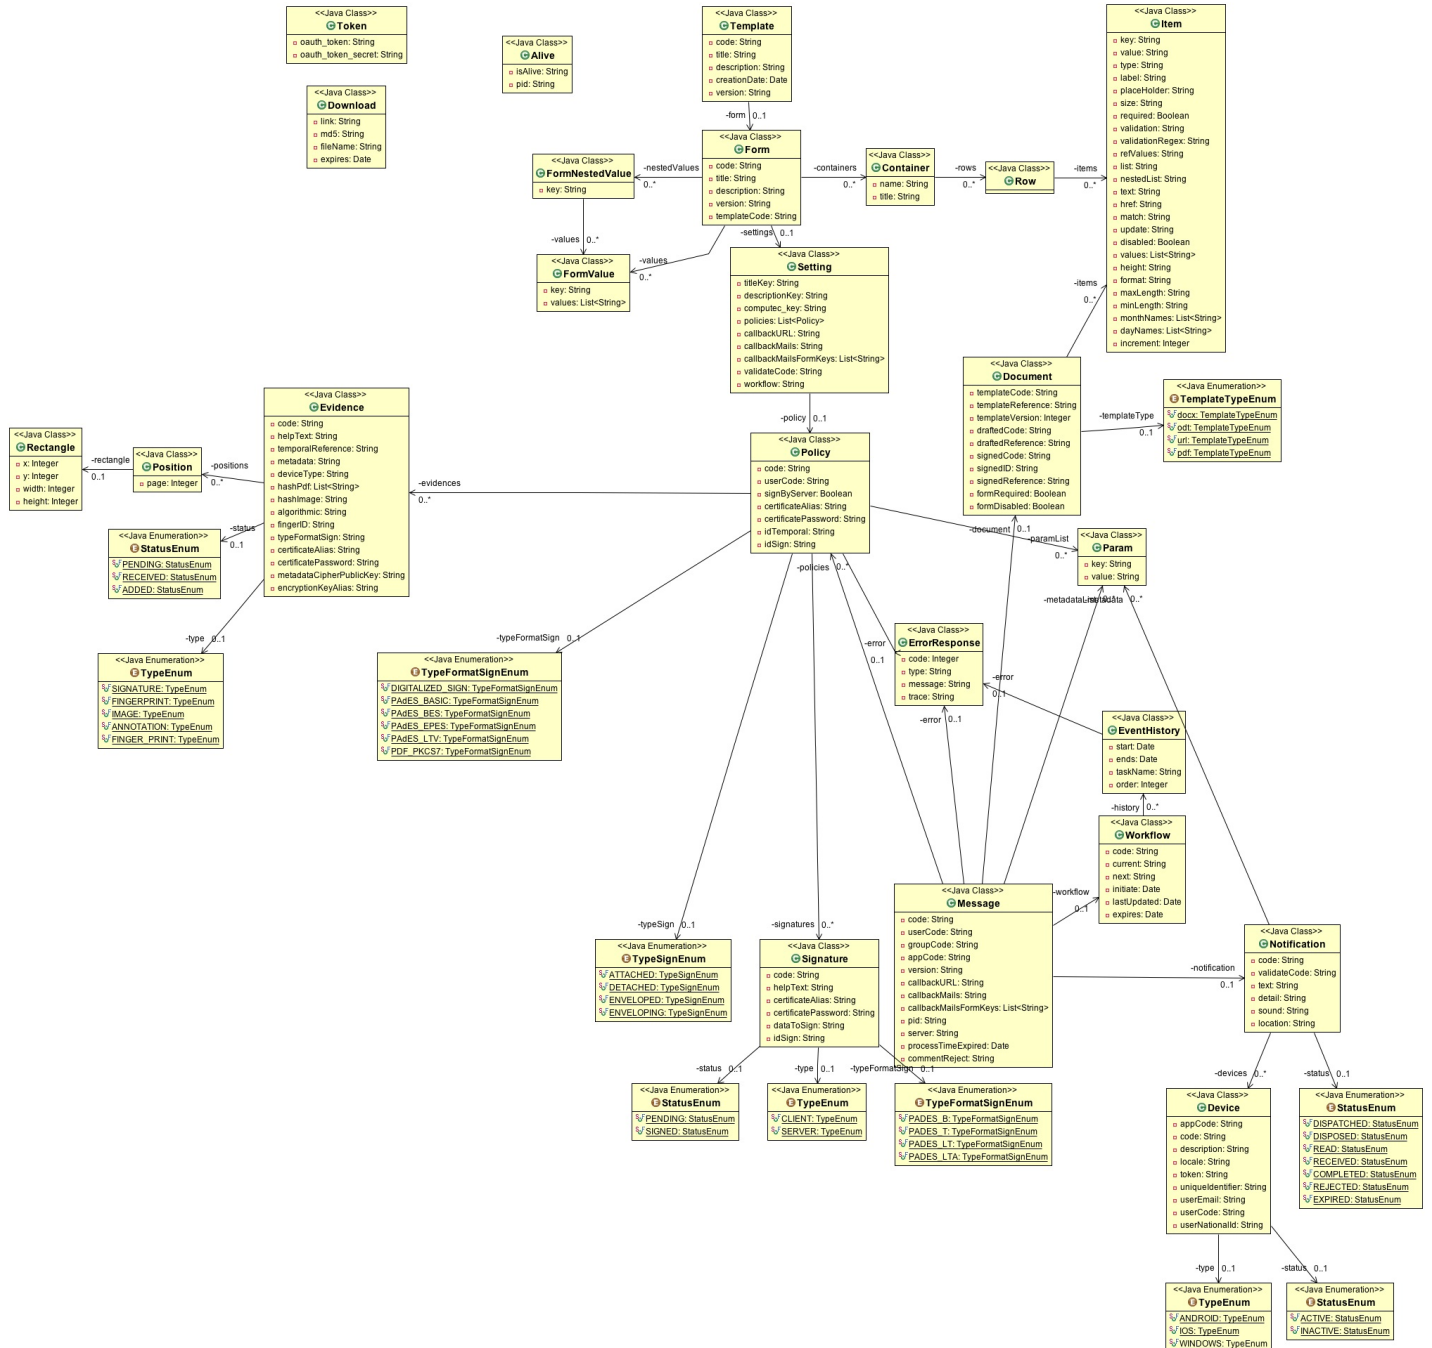 <<Java Class>>
Token
oauth_token: String
oauth_token_secret: String
<<Java Class>>
Download
link: String
md5: String
fileName: String
expires: Date
<<Java Class>>
Alive
isAlive: String
pid: String
<<Java Class>>
Template
code: String
title: String
description: String
creationDate: Date
version: String
-form 0..1
<<Java Class>>
Form
code: String
title: String
description: String
version: String
templateCode: String
-nestedValues
0..*
<<Java Class>>
FormNestedValue
key: String
-values 0..*
-values
0..*
<<Java Class>>
FormValue
key: String
values: List<String>
-containers
0..*
<<Java Class>>
Container
name: String
title: String
-rows
0..*
<<Java Class>>
Row
-items
0..*
<<Java Class>>
Item
key: String
value: String
type: String
label: String
placeHolder: String
size: String
required: Boolean
validation: String
validationRegex: String
refValues: String
list: String
nestedList: String
text: String
href: String
match: String
update: String
disabled: Boolean
values: List<String>
height: String
format: String
maxLength: String
minLength: String
monthNames: List<String>
dayNames: List<String>
increment: Integer
-settings 0..1
<<Java Class>>
Setting
titleKey: String
descriptionKey: String
computec_key: String
policies: List<Policy>
callbackURL: String
callbackMails: String
callbackMailsFormKeys: List<String>
validateCode: String
workflow: String
-items
0..*
<<Java Class>>
Document
templateCode: String
templateReference: String
templateVersion: Integer
draftedCode: String
draftedReference: String
signedCode: String
signedID: String
signedReference: String
formRequired: Boolean
formDisabled: Boolean
-templateType
0..1
<<Java Enumeration>>
TemplateTypeEnum
docx: TemplateTypeEnum
odt: TemplateTypeEnum
url: TemplateTypeEnum
pdf: TemplateTypeEnum
-policy 0..1
<<Java Class>>
Policy
code: String
userCode: String
signByServer: Boolean
certificateAlias: String
certificatePassword: String
idTemporal: String
idSign: String
-evidences
0..*
<<Java Class>>
Evidence
code: String
helpText: String
temporalReference: String
metadata: String
deviceType: String
hashPdf: List<String>
hashImage: String
algorithmic: String
fingerID: String
typeFormatSign: String
certificateAlias: String
certificatePassword: String
metadataCipherPublicKey: String
encryptionKeyAlias: String
-positions
0..*
<<Java Class>>
Position
page: Integer
-rectangle
0..1
<<Java Class>>
Rectangle
x: Integer
y: Integer
width: Integer
height: Integer
-status
0..1
<<Java Enumeration>>
StatusEnum
PENDING: StatusEnum
RECEIVED: StatusEnum
ADDED: StatusEnum
-type 0..1
<<Java Enumeration>>
TypeEnum
SIGNATURE: TypeEnum
FINGERPRINT: TypeEnum
IMAGE: TypeEnum
ANNOTATION: TypeEnum
FINGER_PRINT: TypeEnum
-typeFormatSign 0..1
<<Java Enumeration>>
TypeFormatSignEnum
DIGITALIZED_SIGN: TypeFormatSignEnum
PAdES_BASIC: TypeFormatSignEnum
PAdES_BES: TypeFormatSignEnum
PAdES_EPES: TypeFormatSignEnum
PAdES_LTV: TypeFormatSignEnum
PDF_PKCS7: TypeFormatSignEnum
-document 0..1
-paramList
0..*
<<Java Class>>
Param
key: String
value: String
-metadata 0..*
-policies 0..*
-error
0..1
<<Java Class>>
ErrorResponse
code: Integer
type: String
message: String
trace: String
-error
0..1
-error 0..1
<<Java Class>>
EventHistory
start: Date
ends: Date
taskName: String
order: Integer
-history 0..*
<<Java Class>>
Workflow
code: String
current: String
next: String
initiate: Date
lastUpdated: Date
expires: Date
-workflow
0..1
<<Java Class>>
Message
code: String
userCode: String
groupCode: String
appCode: String
version: String
callbackURL: String
callbackMails: String
callbackMailsFormKeys: List<String>
pid: String
server: String
processTimeExpired: Date
commentReject: String
-typeSign 0..1
<<Java Enumeration>>
TypeSignEnum
ATTACHED: TypeSignEnum
DETACHED: TypeSignEnum
ENVELOPED: TypeSignEnum
ENVELOPING: TypeSignEnum
-signatures 0..*
<<Java Class>>
Signature
code: String
helpText: String
certificateAlias: String
certificatePassword: String
dataToSign: String
idSign: String
-status 0..1
<<Java Enumeration>>
StatusEnum
PENDING: StatusEnum
SIGNED: StatusEnum
-type 0..1
<<Java Enumeration>>
TypeEnum
CLIENT: TypeEnum
SERVER: TypeEnum
-typeFormatSign 0..1
<<Java Enumeration>>
TypeFormatSignEnum
PADES_B: TypeFormatSignEnum
PADES_T: TypeFormatSignEnum
PADES_LT: TypeFormatSignEnum
PADES_LTA: TypeFormatSignEnum
-notification
0..1
<<Java Class>>
Notification
code: String
validateCode: String
text: String
detail: String
sound: String
location: String
-devices 0..*
<<Java Class>>
Device
appCode: String
code: String
description: String
locale: String
token: String
uniqueIdentifier: String
userEmail: String
userCode: String
userNationalId: String
-status 0..1
<<Java Enumeration>>
StatusEnum
DISPATCHED: StatusEnum
DISPOSED: StatusEnum
READ: StatusEnum
RECEIVED: StatusEnum
COMPLETED: StatusEnum
REJECTED: StatusEnum
EXPIRED: StatusEnum
-type 0..1
<<Java Enumeration>>
TypeEnum
ANDROID: TypeEnum
IOS: TypeEnum
WINDOWS: TypeEnum
-status 0..1
<<Java Enumeration>>
StatusEnum
ACTIVE: StatusEnum
INACTIVE: StatusEnum